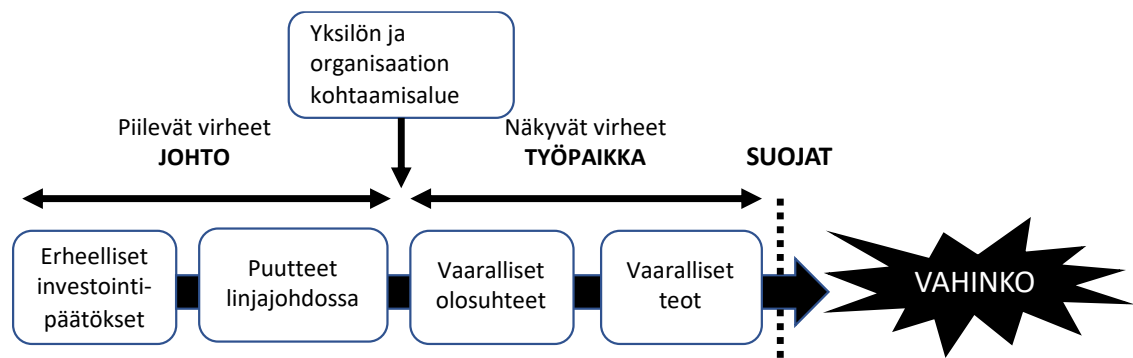 Yksilön ja
organisaation
kohtaamisalue
Piilevät virheet
JOHTO
Näkyvät virheet
TYÖPAIKKA
SUOJAT
Erheelliset
investointi-
päätökset
Puutteet
linjajohdossa
Vaaralliset
olosuhteet
Vaaralliset
teot
VAHINKO